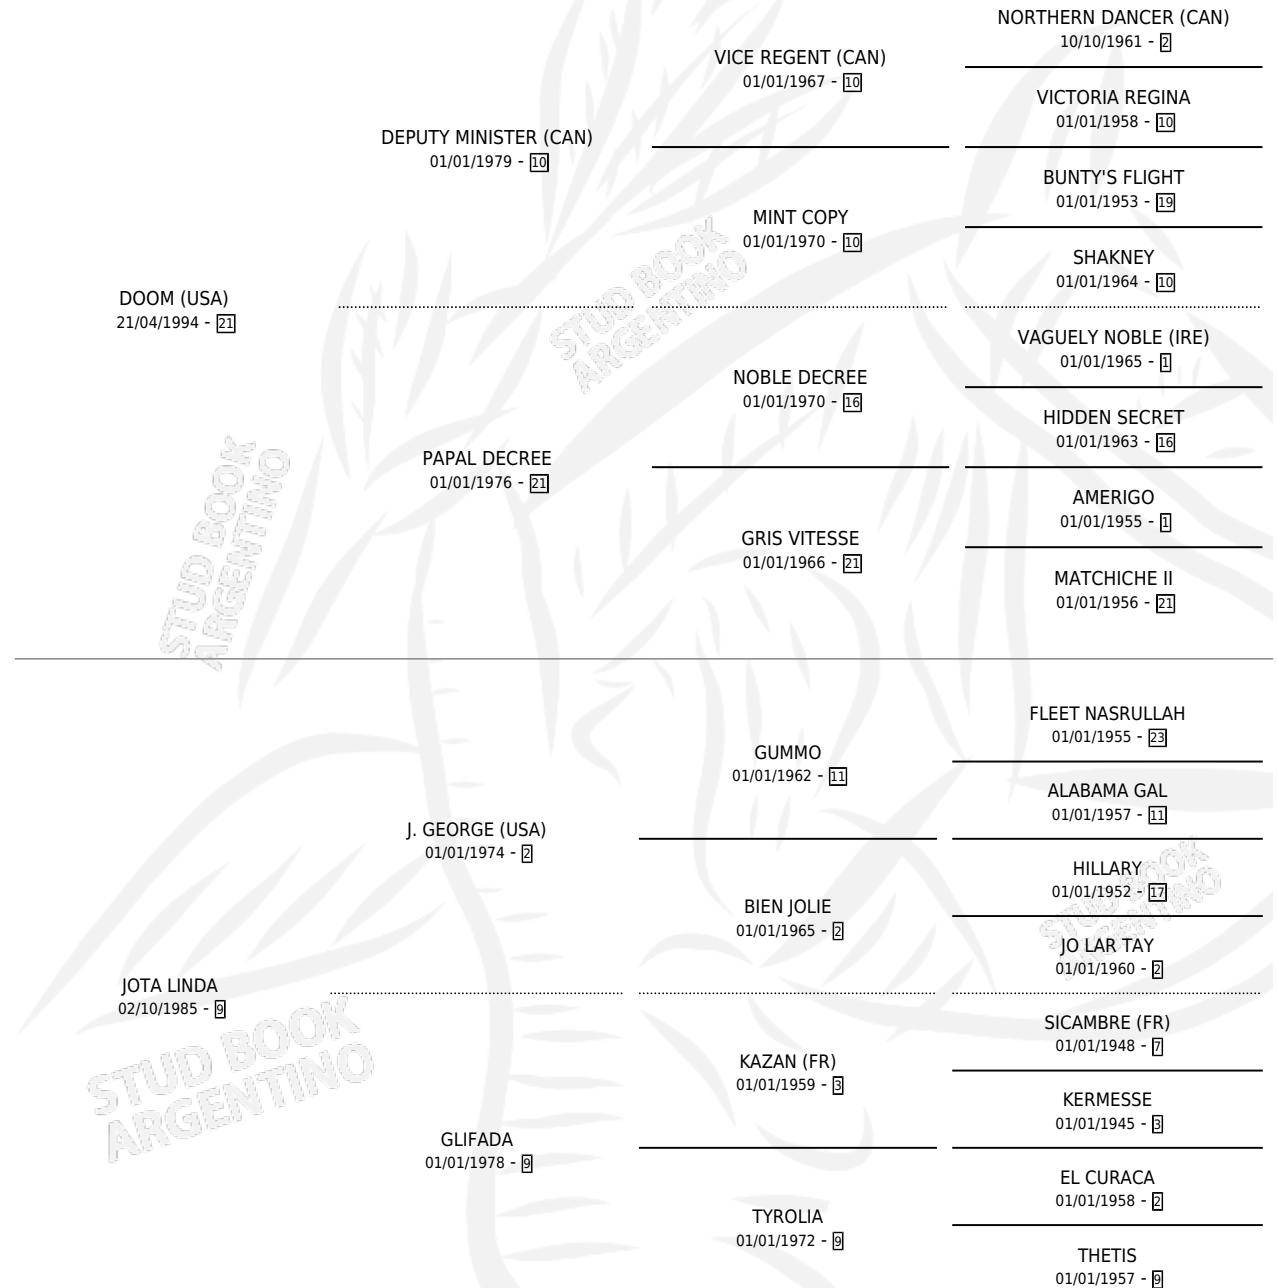 NORTHERN DANCER (CAN)
10/10/1961 - 2
VICE REGENT (CAN)
01/01/1967 - 10
VICTORIA REGINA
01/01/1958 - 10
DEPUTY MINISTER (CAN)
01/01/1979 - 10
BUNTY'S FLIGHT
01/01/1953 - 19
MINT COPY
01/01/1970 - 10
SHAKNEY
01/01/1964 - 10
DOOM (USA)
21/04/1994 - 21
VAGUELY NOBLE (IRE)
01/01/1965 - 1
NOBLE DECREE
01/01/1970 - 16
HIDDEN SECRET
01/01/1963 - 16
PAPAL DECREE
01/01/1976 - 21
AMERIGO
01/01/1955 - 1
GRIS VITESSE
01/01/1966 - 21
MATCHICHE II
01/01/1956 - 21
STUD BOOK
ARGENTINO
STUD BOOK
ARGENTINO
FLEET NASRULLAH
01/01/1955 - 23
GUMMO
01/01/1962 - 11
ALABAMA GAL
01/01/1957 - 11
J. GEORGE (USA)
01/01/1974 - 2
HILLARY
01/01/1952 - 17
BIEN JOLIE
01/01/1965 - 2
JO LAR TAY
01/01/1960 - 2
STUD BOOK
ARGENTINO
JOTA LINDA
02/10/1985 - 9
SICAMBRE (FR)
01/01/1948 - 7
KAZAN (FR)
01/01/1959 - 3
KERMESSE
01/01/1945 - 3
GLIFADA
01/01/1978 - 9
EL CURACA
01/01/1958 - 2
TYROLIA
01/01/1972 - 9
THETIS
01/01/1957 - 9
STUD BOOK
ARGENTINO